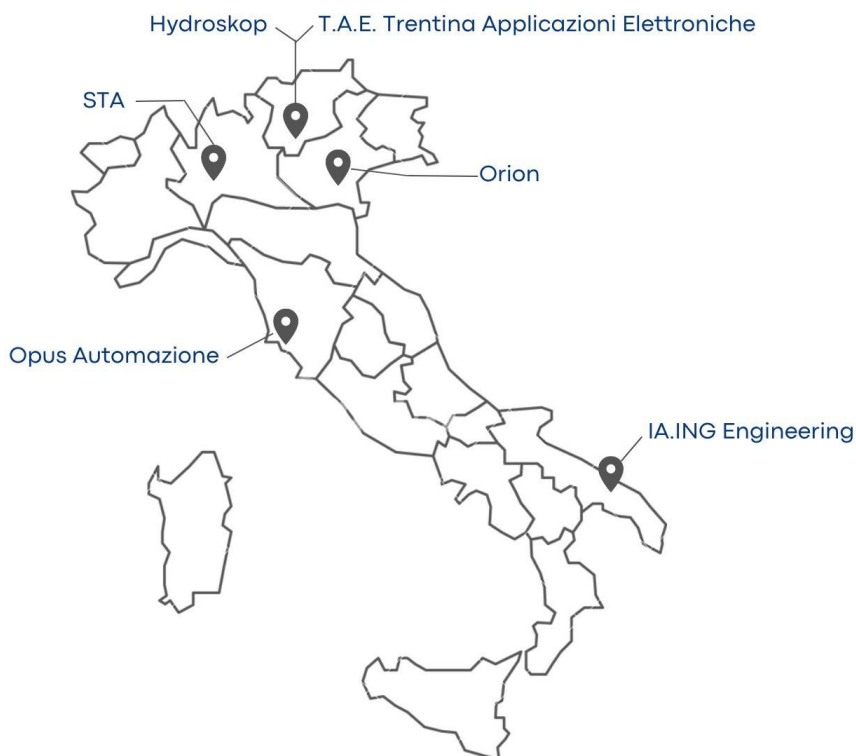 Hydroskop
T.A.E. Trentina Applicazioni Elettroniche
STA
Orion
Opus Automazione
IA.ING Engineering